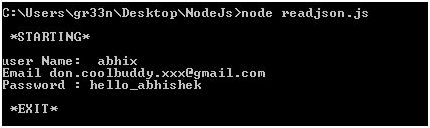 C:\Users\gr33n\Desktop\NodeJs>node readjson.js
*STARTING*
user Name:  abhix
Email don.coolbuddy.xxx@gmail.com
Password : hello_abhishek
*EXIT*